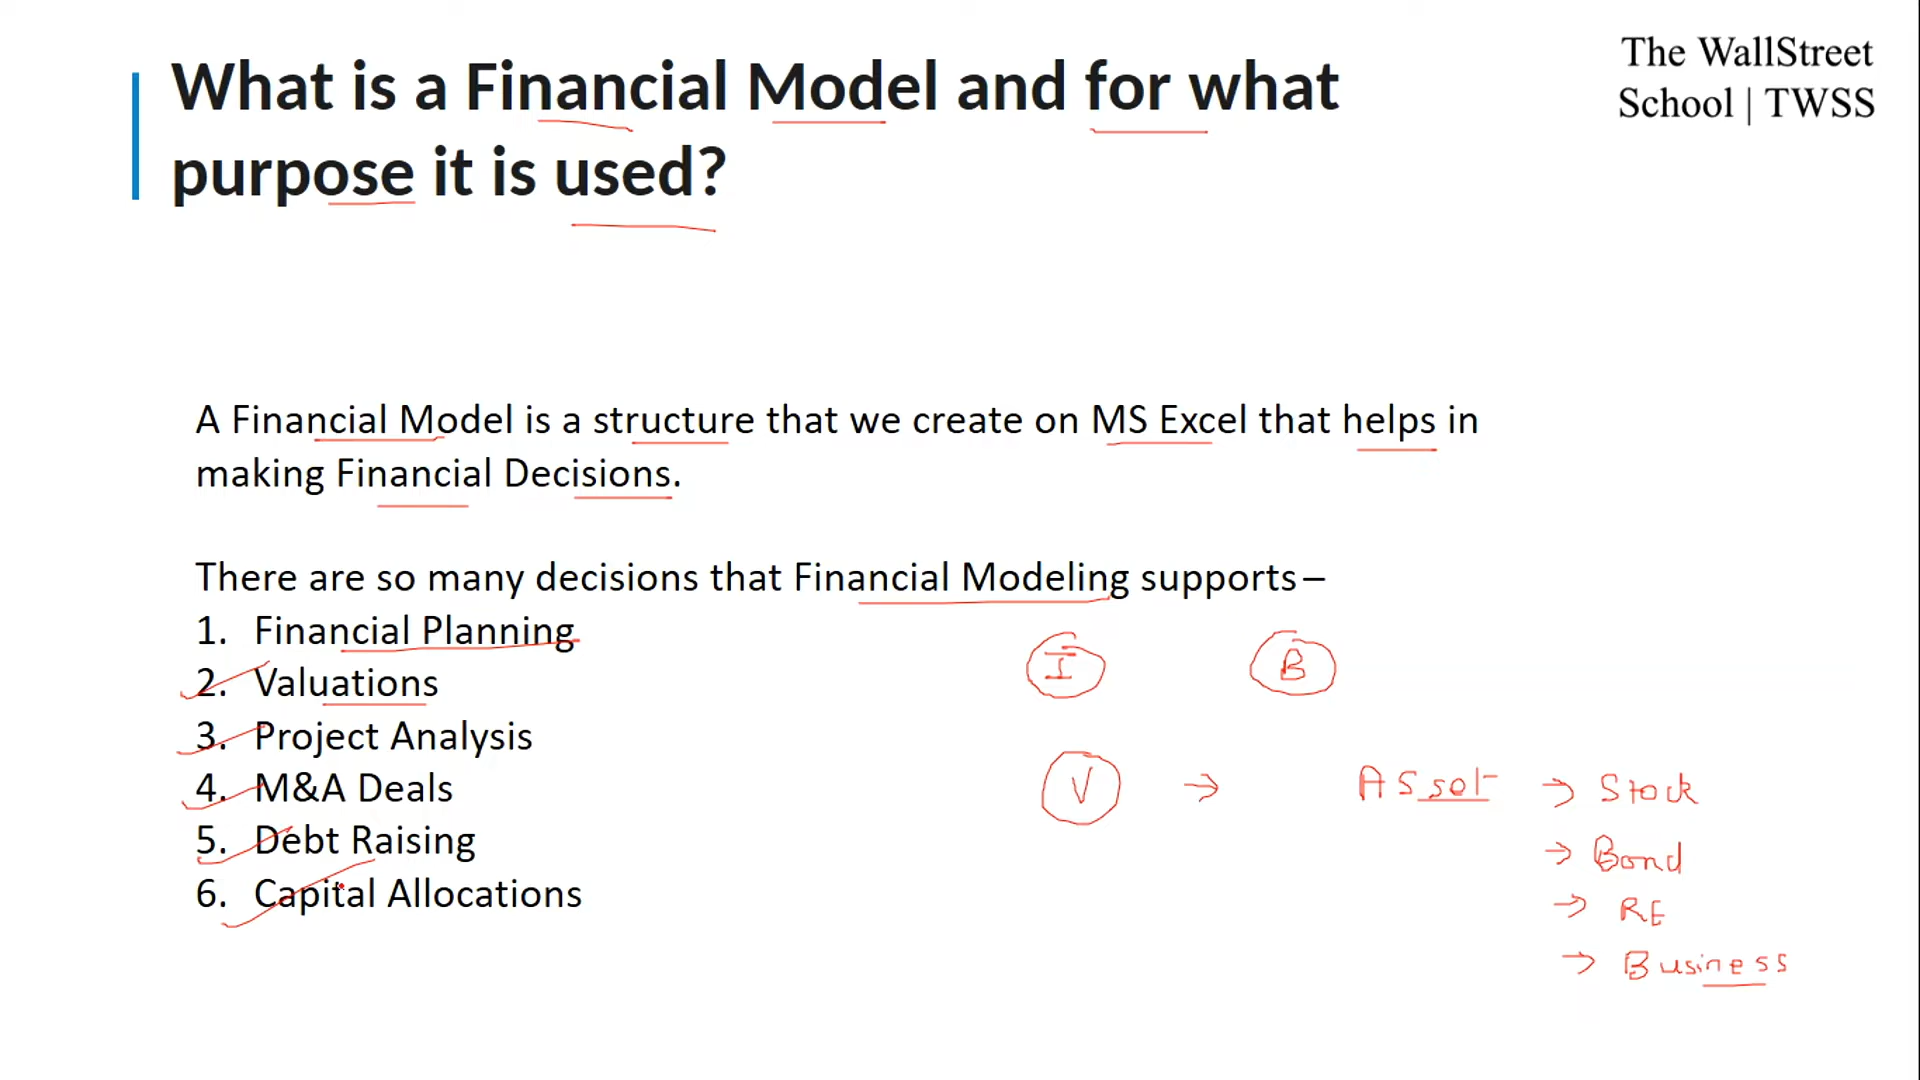 What is a Financial Model and for what
purpose it is used?
The WallStreet
School | TWSS
A Financial Model is a structure that we create on MS Excel that helps in
making Financial Decisions.
There are so many decisions that Financial Modeling supports –
1. Financial Planning
2. Valuations
3. Project Analysis
4. M&A Deals
5. Debt Raising
6. Capital Allocations
I B
V → Asset → Stock
→ Bond
→ RE
→ Business